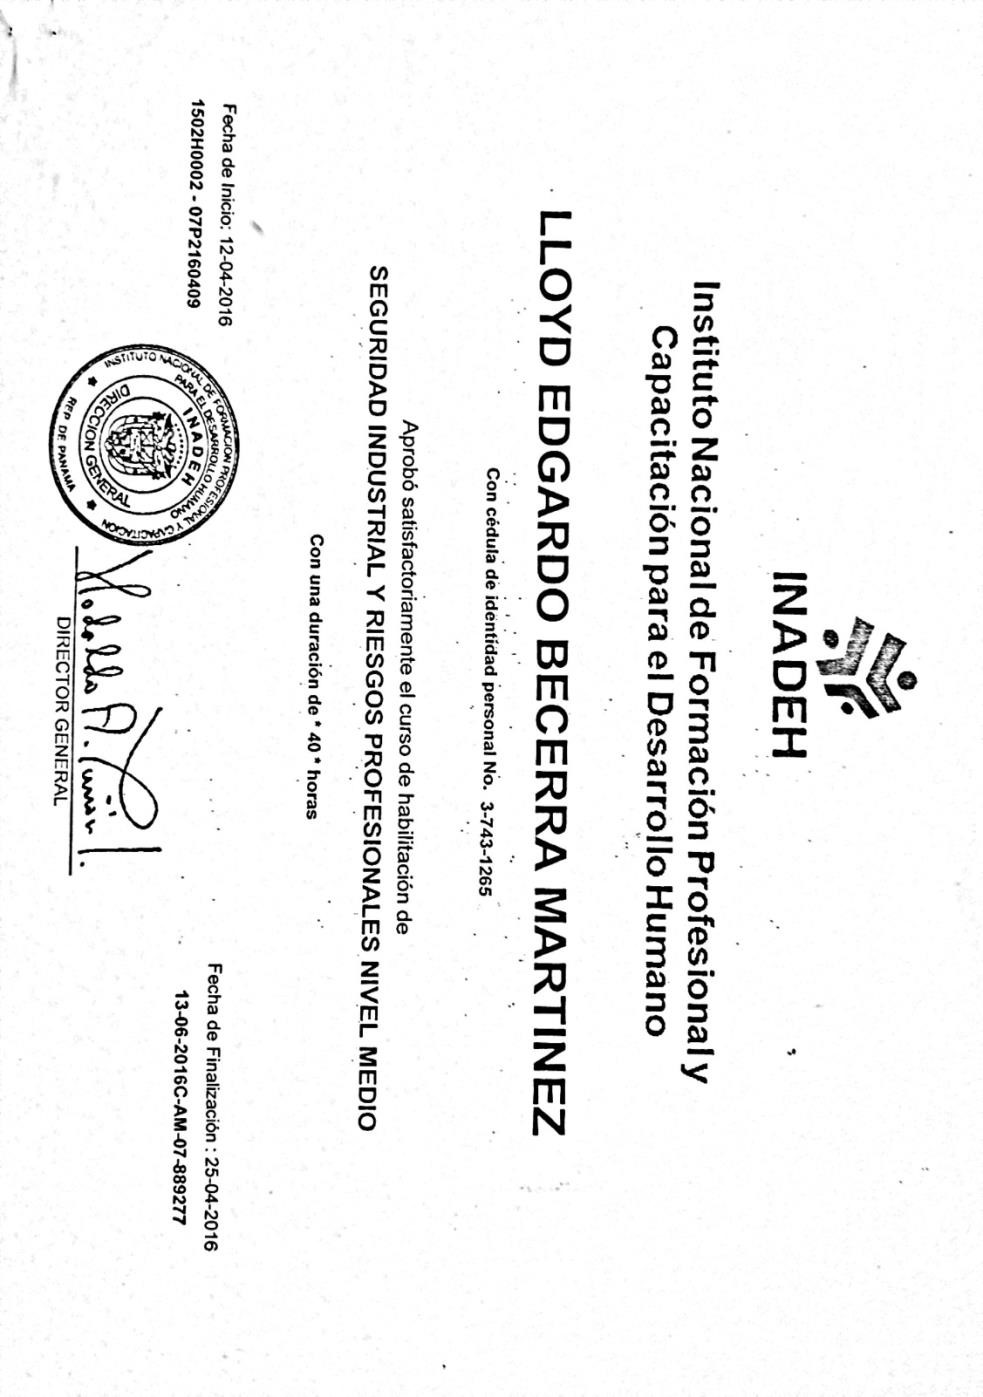 INADEH
Instituto Nacional de Formación Profesional y
Capacitación para el Desarrollo Humano
LLOYD EDGARDO BECERRA MARTINEZ
Con cédula de identidad personal No. 3-743-1265
Aprobó satisfactoriamente el curso de habilitación de
SEGURIDAD INDUSTRIAL Y RIESGOS PROFESIONALES NIVEL MEDIO
Con una duración de * 40 * horas
Fecha de Inicio: 12-04-2016
1502H0002 - 07P2160409
Fecha de Finalización : 25-04-2016
13-06-2016C-AM-07-889277
INSTITUTO NACIONAL DE FORMACION PROFESIONAL Y CAPACITACION
PARA EL DESARROLLO HUMANO
INADEH
DIRECCION GENERAL
REP DE PANAMA
DIRECTOR GENERAL